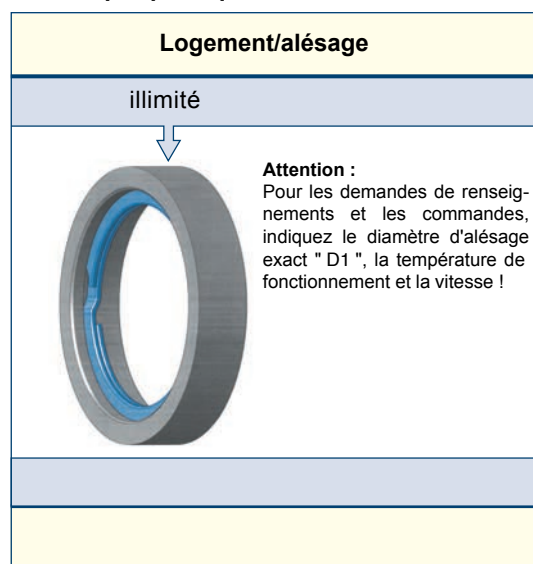 Logement/alésage
illimité
Attention :
Pour les demandes de renseig-
nements et les commandes,
indiquez le diamètre d'alésage
exact " D1 ", la température de
fonctionnement et la vitesse !